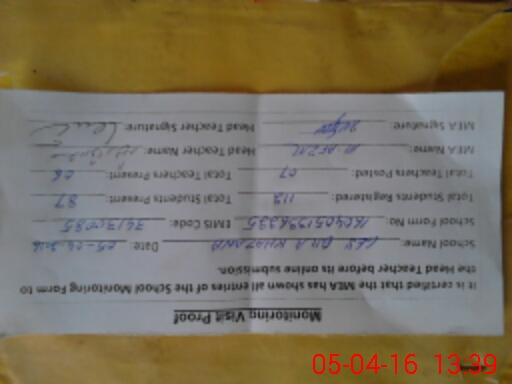 Monitoring Visit Proof
It is certified that the MEA has shown all entries of the School Monitoring Form to
the Head Teacher before its online submission.
School Name: Date: 05-04-2016
School Form No: EMIS Code: 37130085
Total Students Registered: 112 Total Students Present: 87
Total Teachers Posted: 07 Total Teachers Present: 06
MEA Name: Head Teacher Name:
MEA Signature: Head Teacher Signature:
05-04-16 13:39